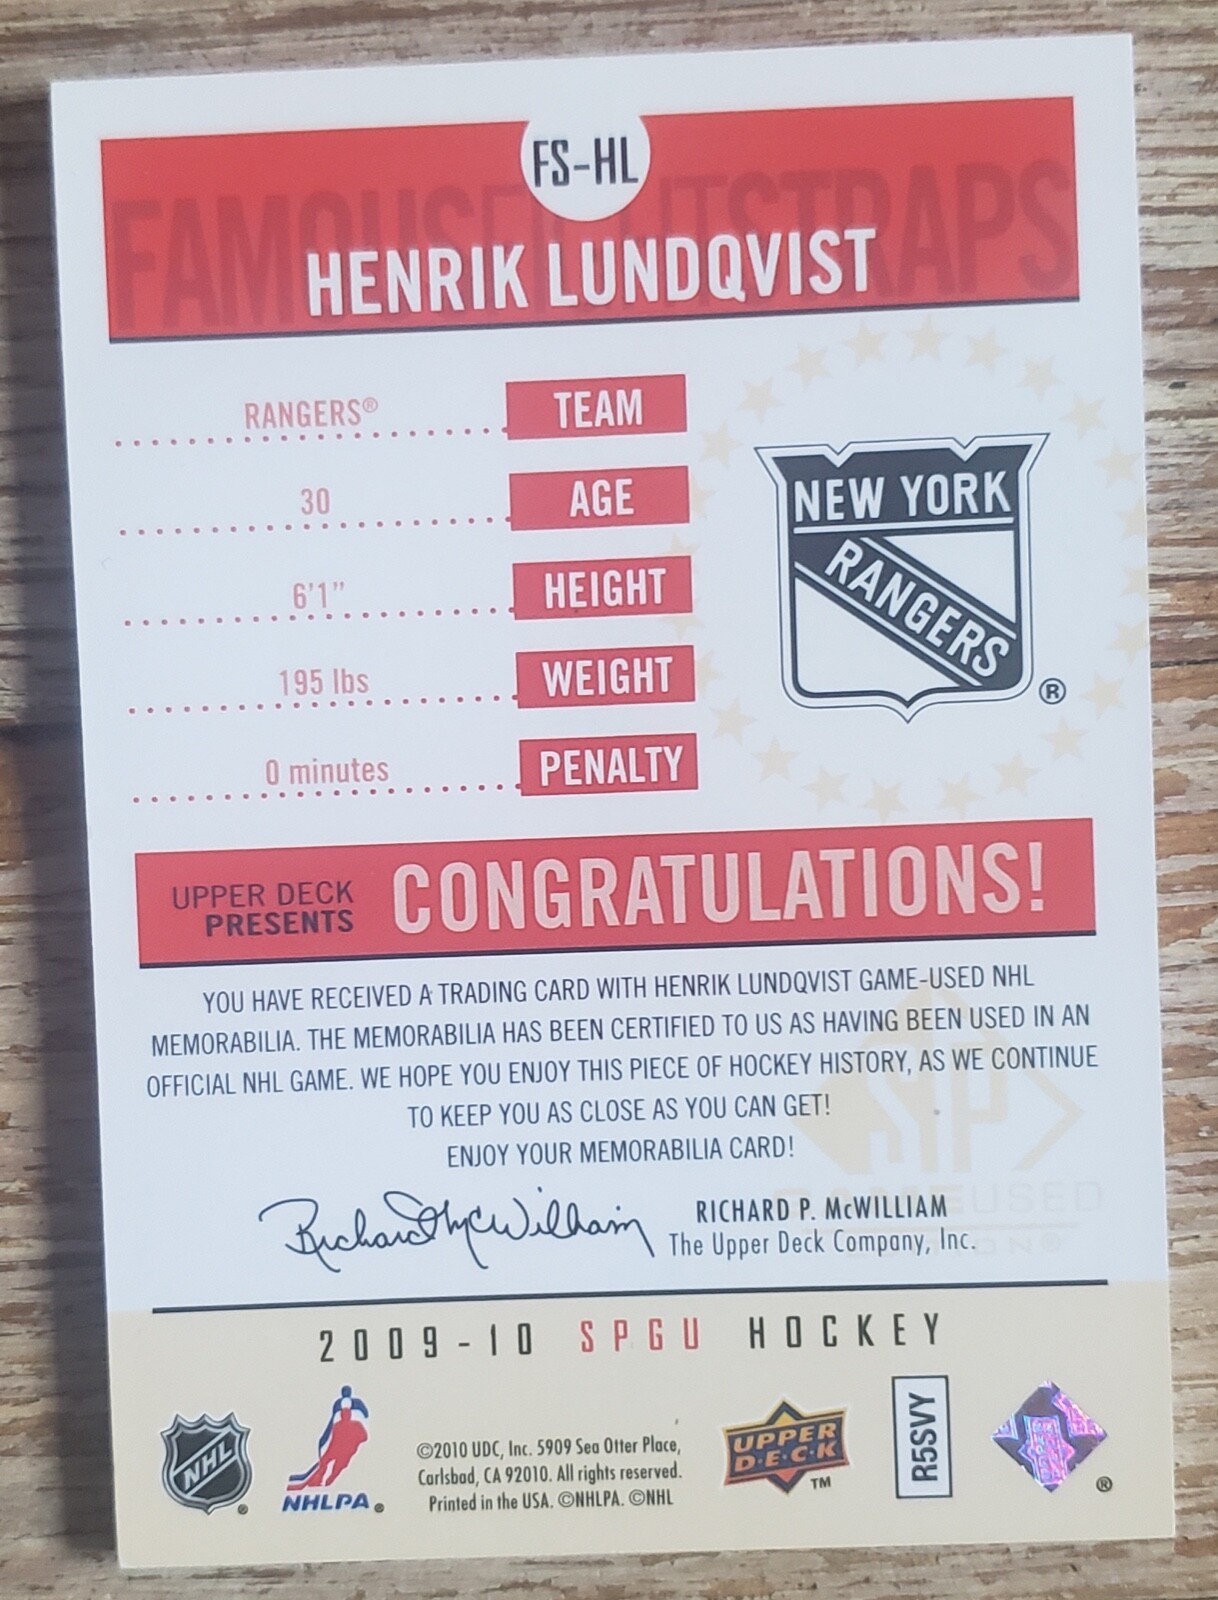 FS-HL
FAMOUS FIGHTSTRAPS
HENRIK LUNDQVIST
RANGERS® TEAM
30 AGE
6'1" HEIGHT
195 lbs WEIGHT
0 minutes PENALTY
NEW YORK
RANGERS
®
UPPER DECK
PRESENTS
CONGRATULATIONS!
YOU HAVE RECEIVED A TRADING CARD WITH HENRIK LUNDQVIST GAME-USED NHL
MEMORABILIA. THE MEMORABILIA HAS BEEN CERTIFIED TO US AS HAVING BEEN USED IN AN
OFFICIAL NHL GAME. WE HOPE YOU ENJOY THIS PIECE OF HOCKEY HISTORY, AS WE CONTINUE
TO KEEP YOU AS CLOSE AS YOU CAN GET!
ENJOY YOUR MEMORABILIA CARD!
SP
USED
Richard P. McWilliam
RICHARD P. McWILLIAM
The Upper Deck Company, Inc.
2009-10 SPGU HOCKEY
NHL ®
NHLPA ®
©2010 UDC, Inc. 5909 Sea Otter Place,
Carlsbad, CA 92010. All rights reserved.
Printed in the USA. ©NHLPA. ©NHL
UPPER
D·E·C·K
TM
R5SVY
®